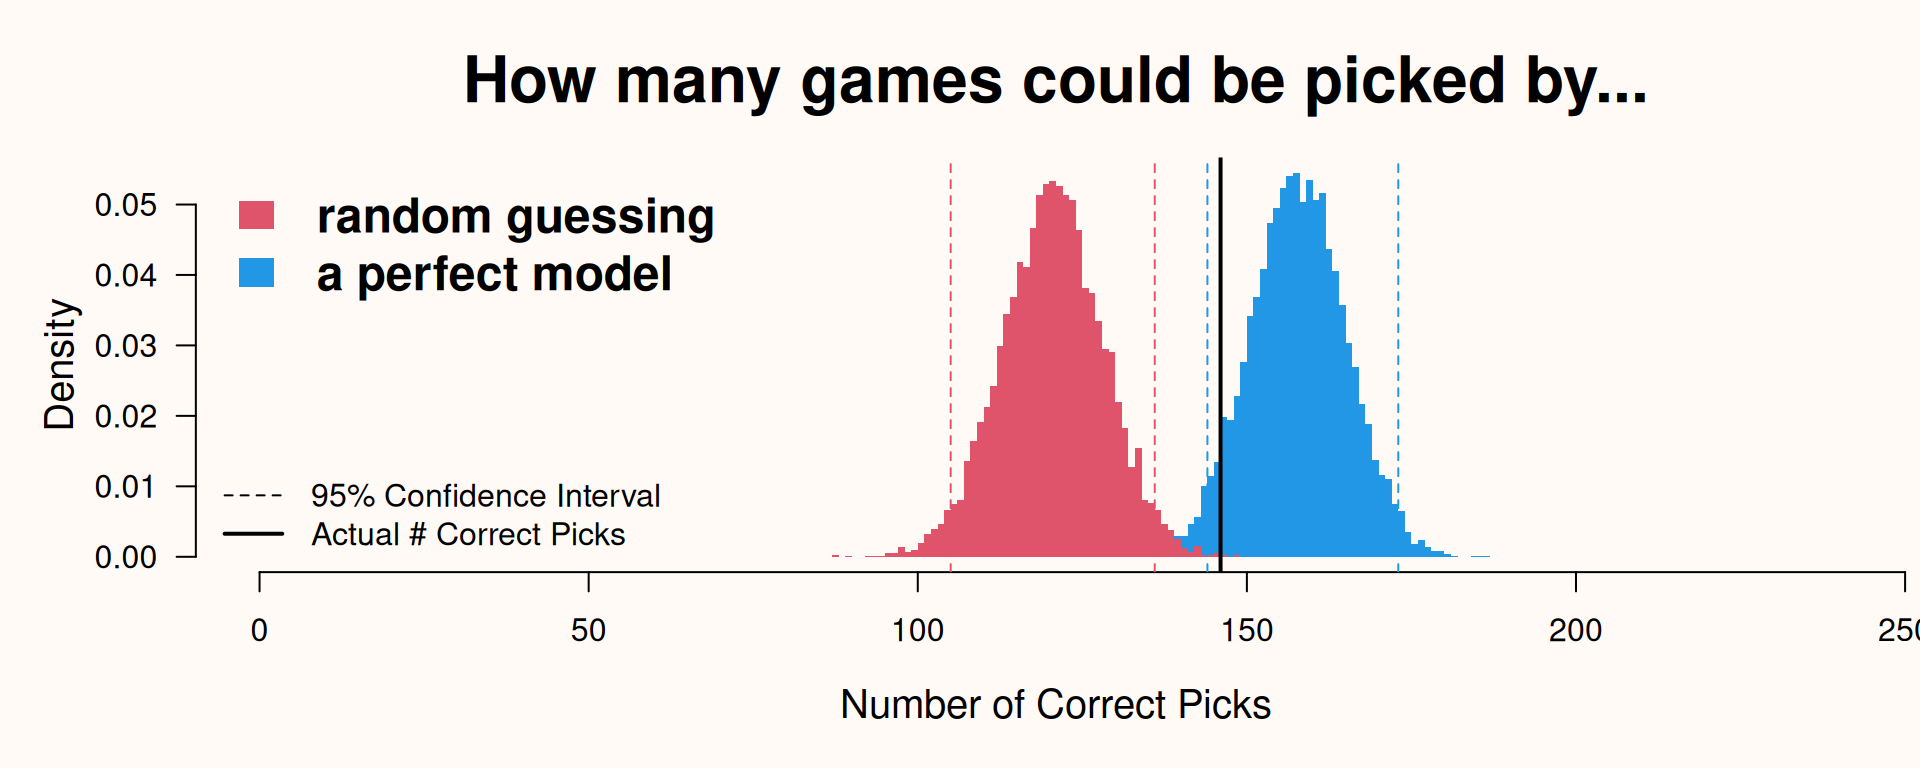 How many games could be picked by...
random guessing
a perfect model
95% Confidence Interval
Actual # Correct Picks
Density
0.05
0.04
0.03
0.02
0.01
0.00
0 50 100 150 200 250
Number of Correct Picks